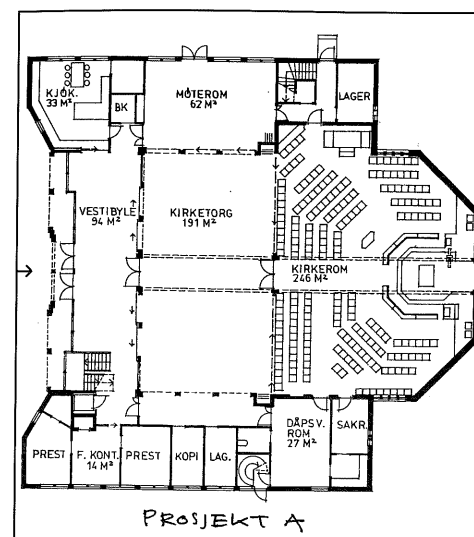 KJØK.
33 M²
BK
MØTEROM
62 M²
LAGER
VESTIBYLE
94 M²
KIRKETORG
191 M²
KIRKEROM
246 M²
PREST
F. KONT.
14 M²
PREST
KOPI
LAG.
DÅPSV.
ROM
27 M²
SAKR.
PROSJEKT A